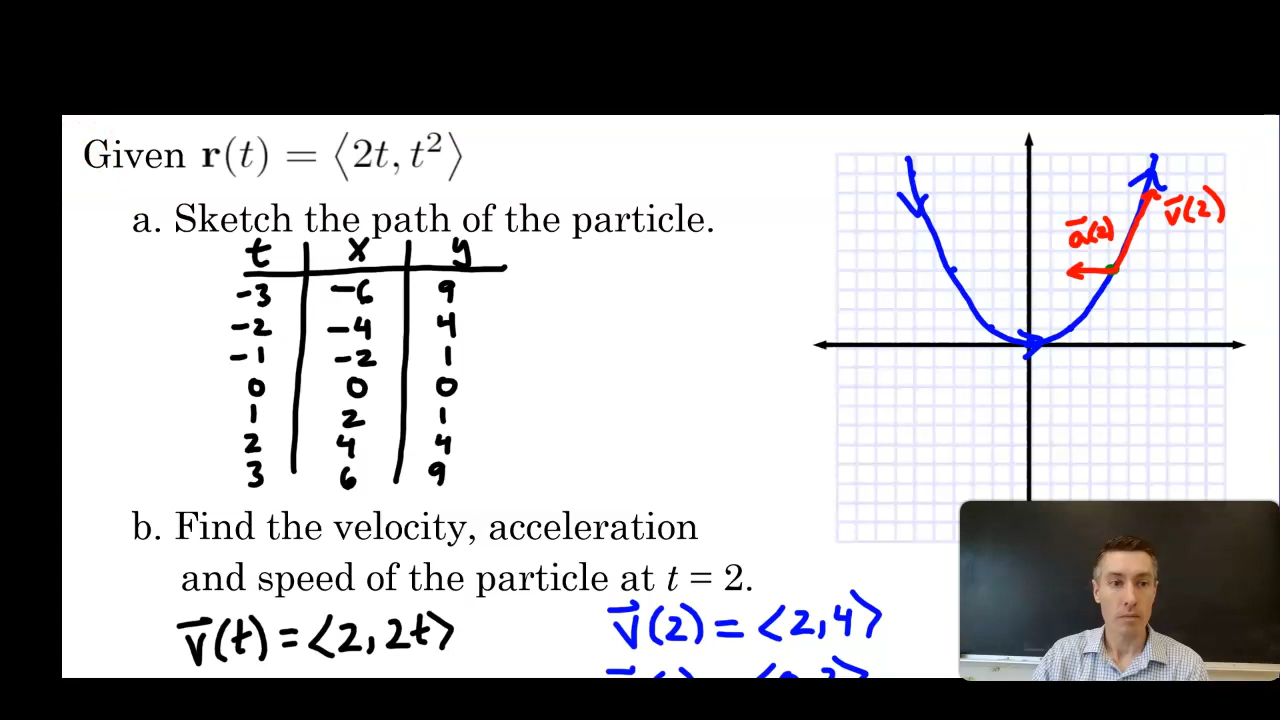 Given r(t) = ⟨2t, t²⟩
a. Sketch the path of the particle.
t x y
-3 -6 9
-2 -4 4
-1 -2 1
0 0 0
1 2 1
2 4 4
3 6 9
a⃗(2) v⃗(2)
b. Find the velocity, acceleration
and speed of the particle at t = 2.
v⃗(t) = ⟨2, 2t⟩ v⃗(2) = ⟨2, 4⟩